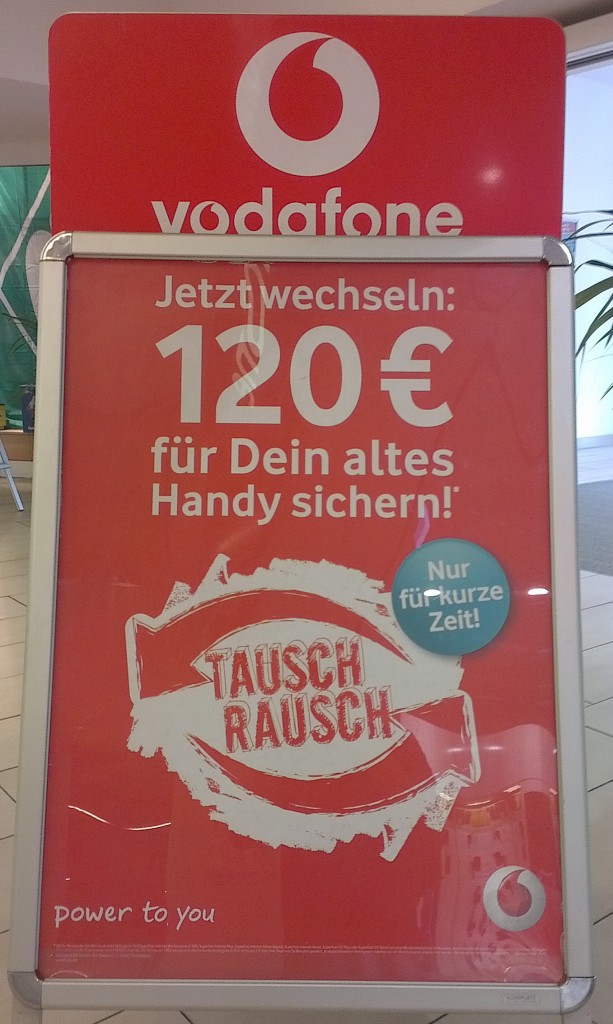 vodafone
Jetzt wechseln:
120 €
für Dein altes
Handy sichern!*
Nur
für kurze
Zeit!
TAUSCH
RAUSCH
power to you